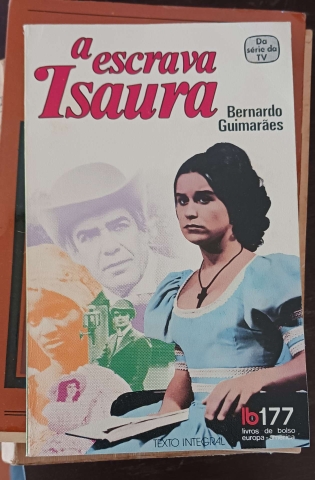 a escrava
Isaura
Da
série da
TV
Bernardo
Guimarães
lb177
livros de bolso
europa-américa
TEXTO INTEGRAL